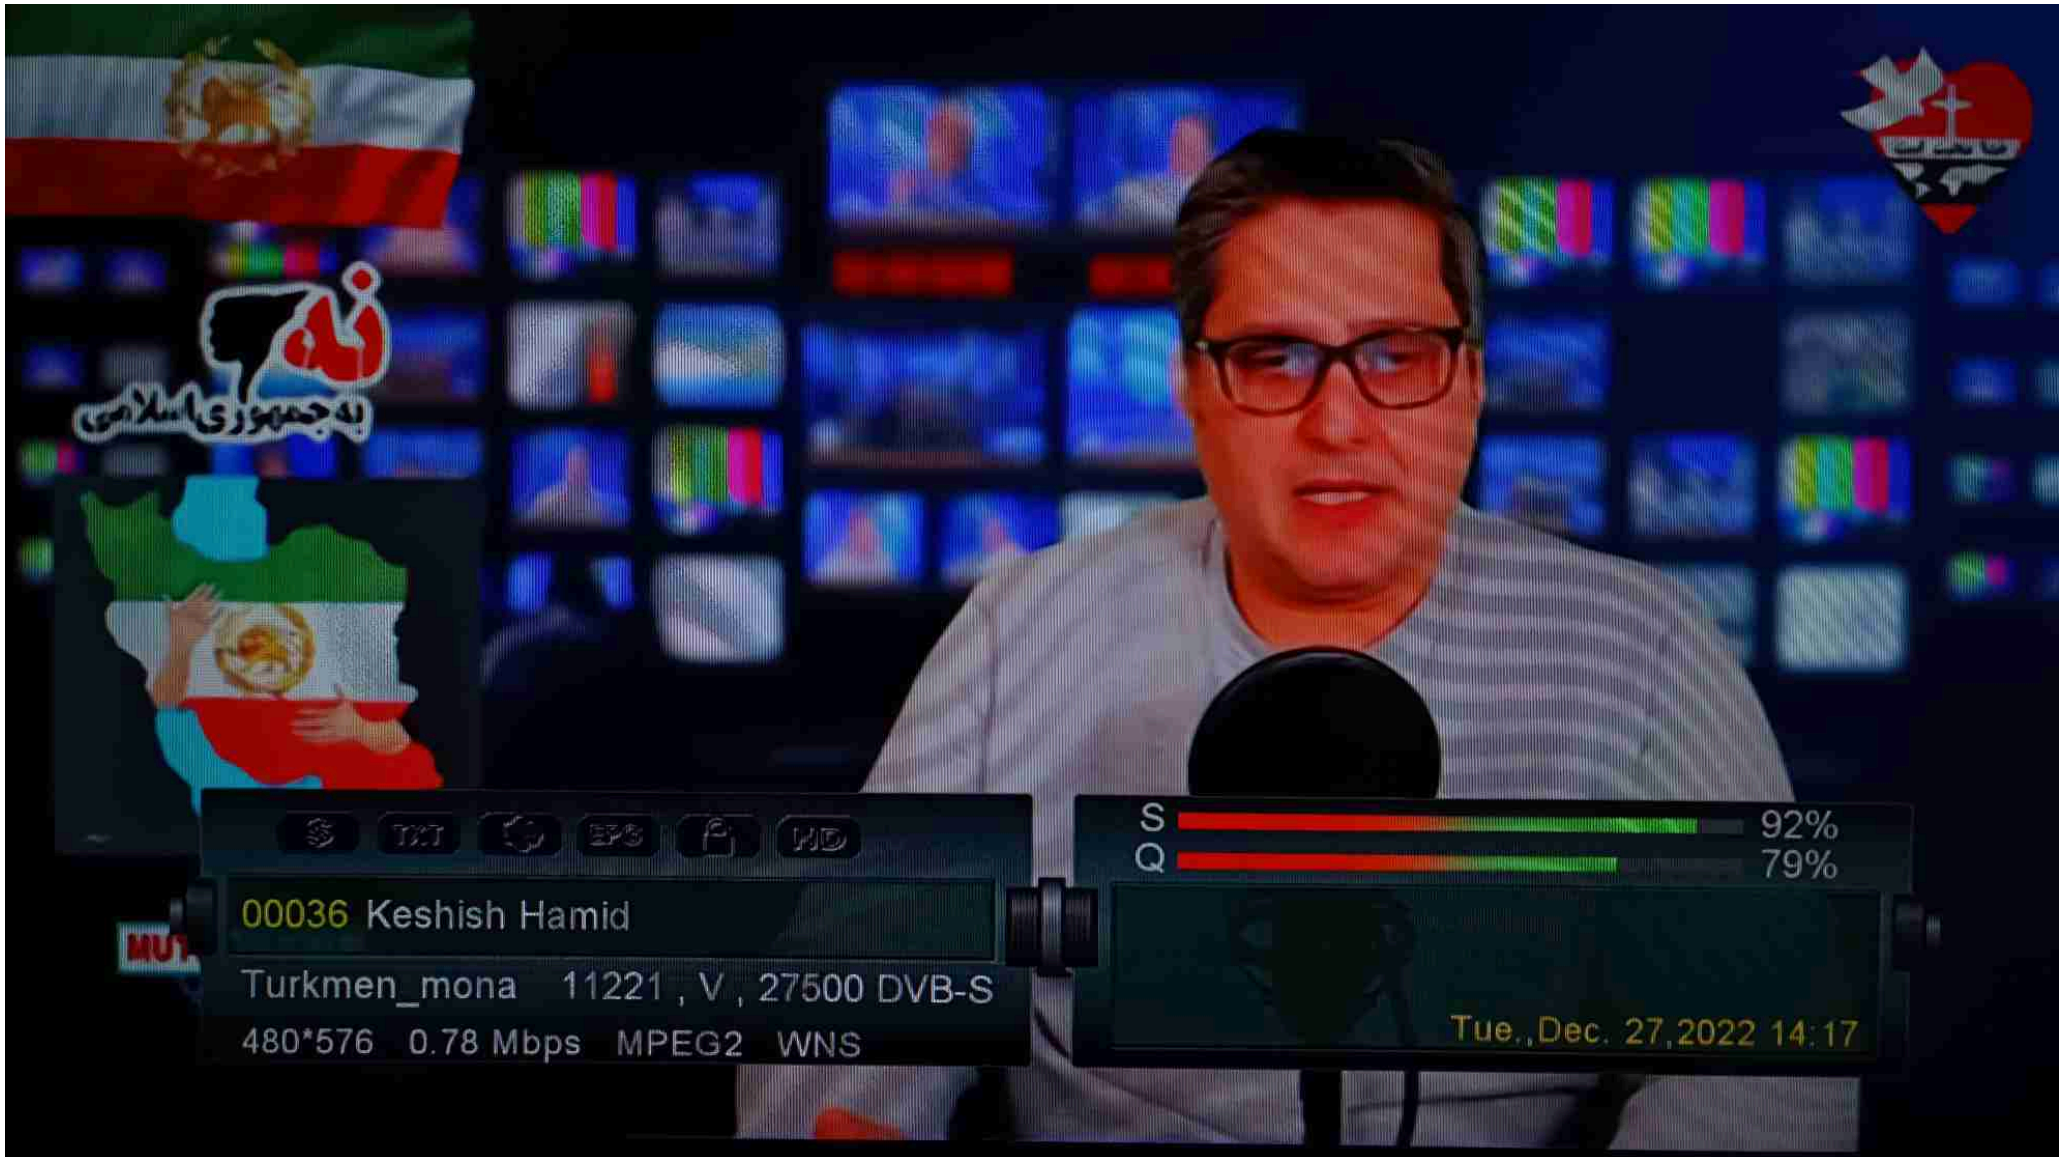 نه
به جمهوری اسلامی
$ TXT EPG HD
S 92%
Q 79%
00036 Keshish Hamid
MUT
Turkmen_mona 11221 , V , 27500 DVB-S
480*576 0.78 Mbps MPEG2 WNS
Tue.,Dec. 27,2022 14:17